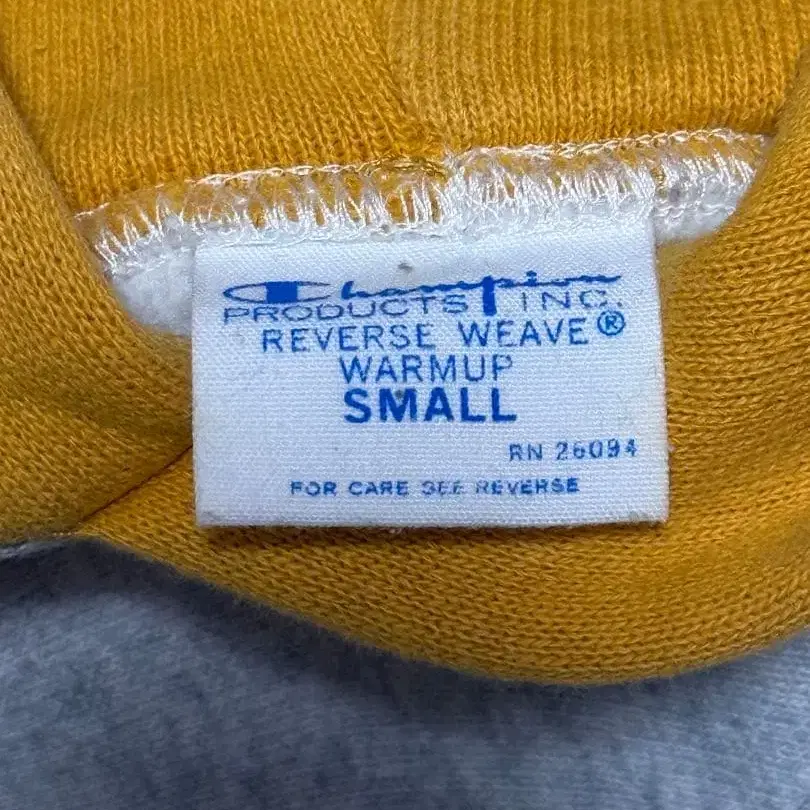 Champion
PRODUCTS INC.
REVERSE WEAVE®
WARMUP
SMALL
RN 26094
FOR CARE SEE REVERSE